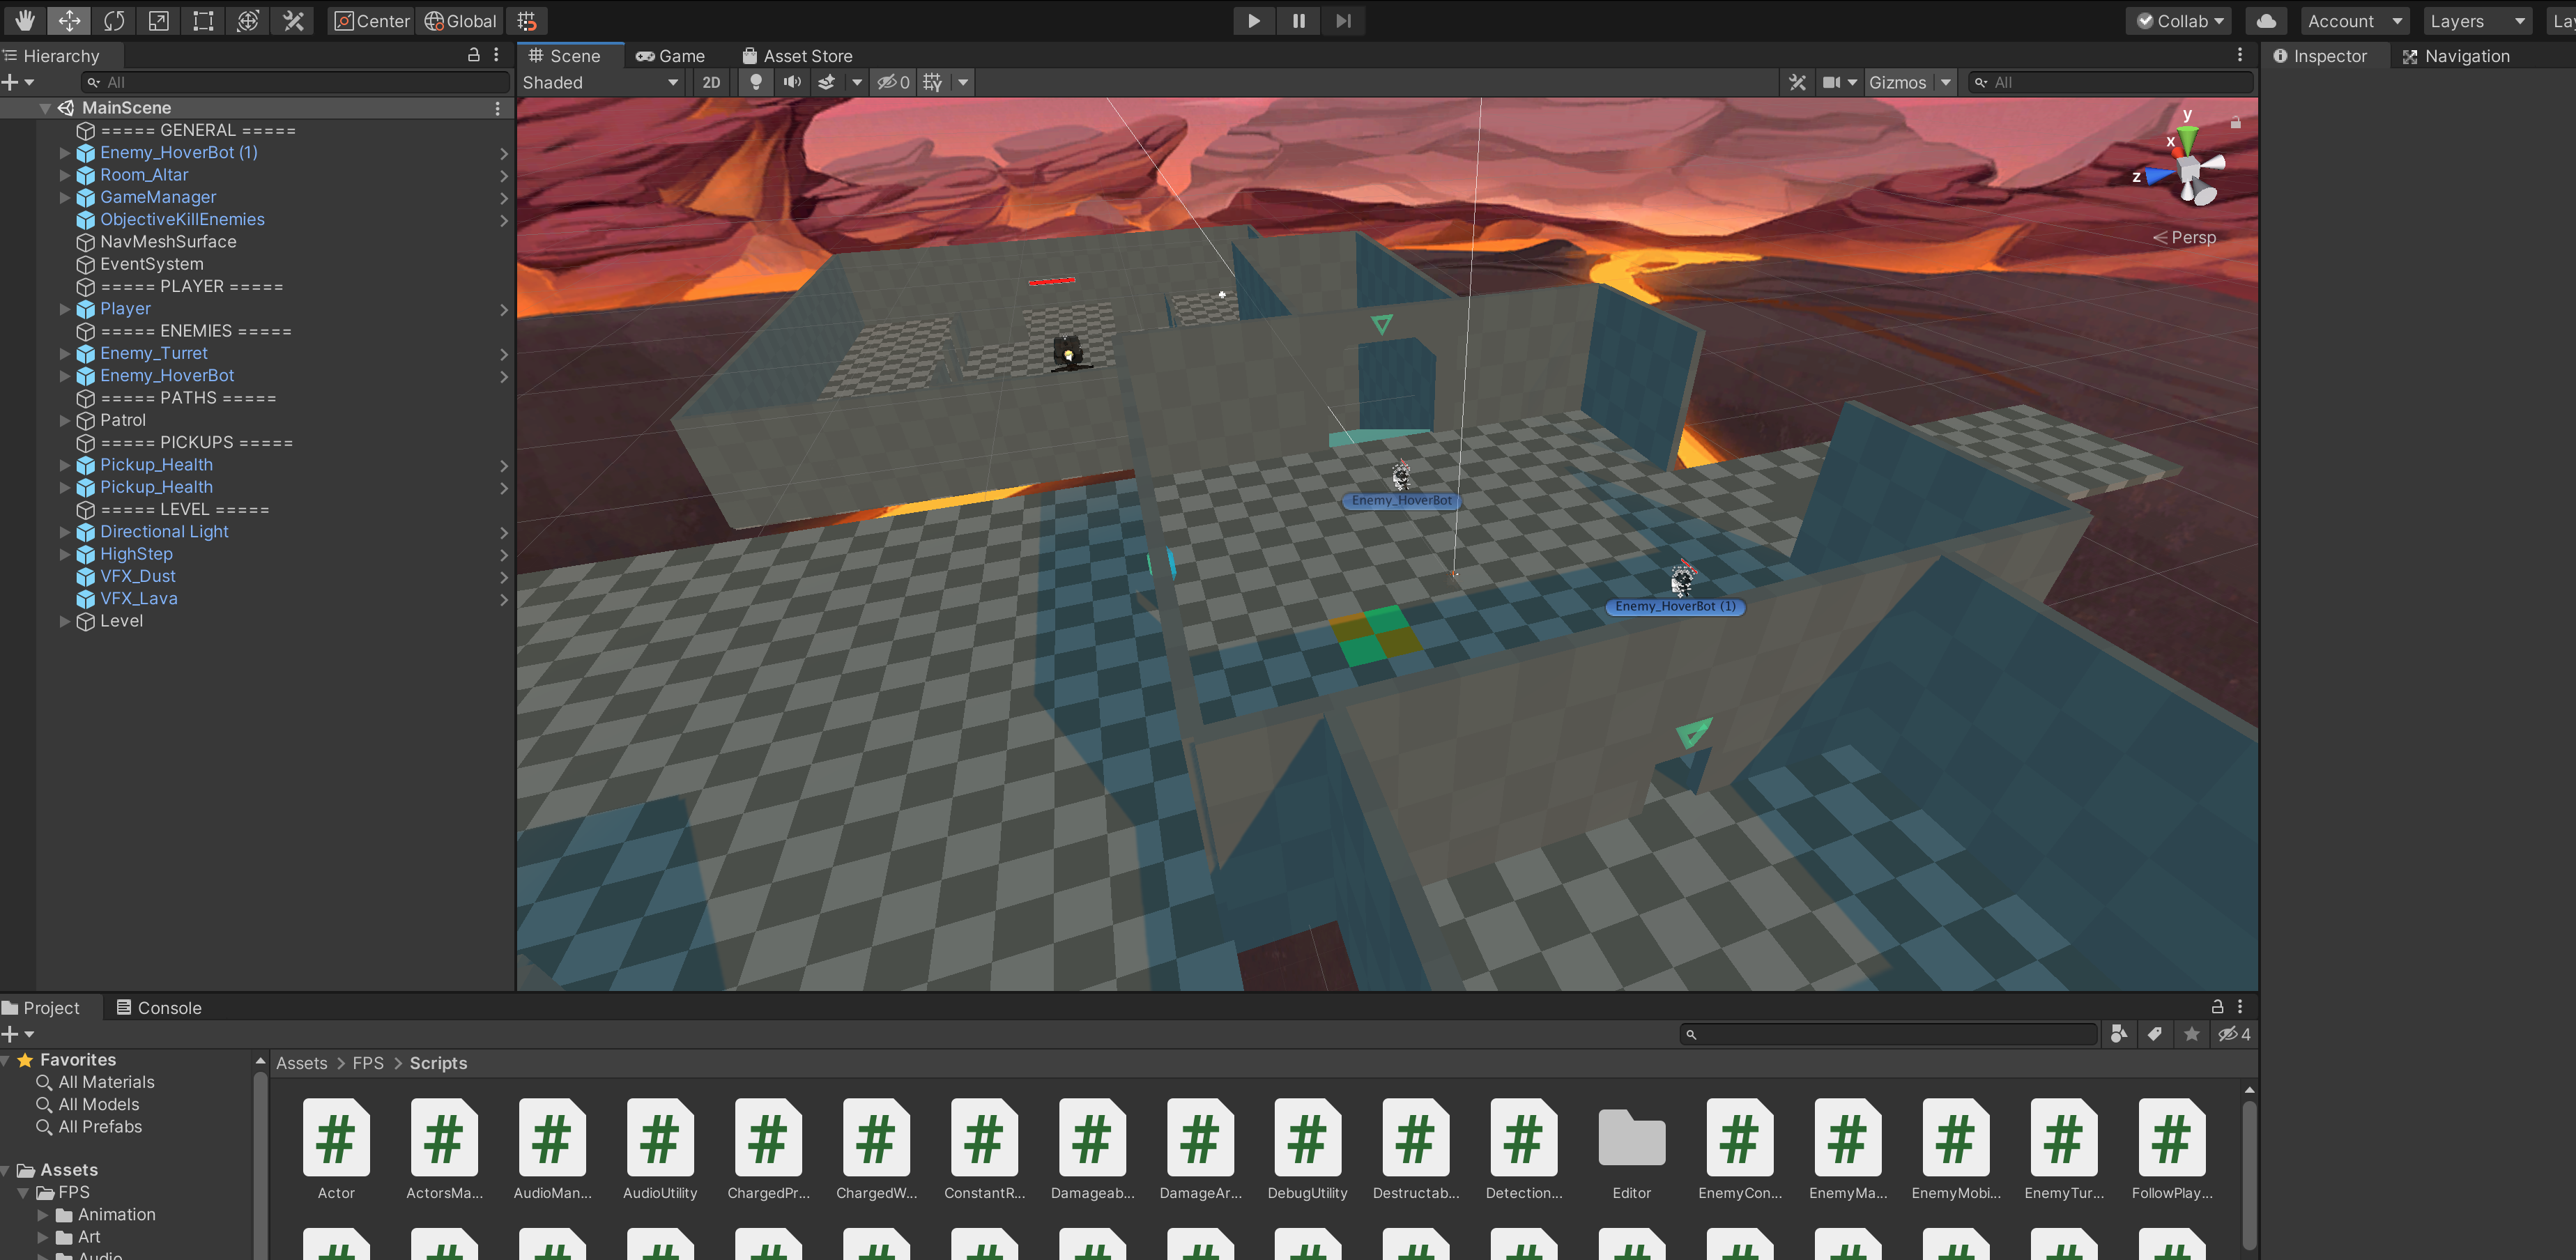 Center Global Collab Account Layers Lay
Hierarchy
All
MainScene
===== GENERAL =====
Enemy_HoverBot (1)
Room_Altar
GameManager
ObjectiveKillEnemies
NavMeshSurface
EventSystem
===== PLAYER =====
Player
===== ENEMIES =====
Enemy_Turret
Enemy_HoverBot
===== PATHS =====
Patrol
===== PICKUPS =====
Pickup_Health
Pickup_Health
===== LEVEL =====
Directional Light
HighStep
VFX_Dust
VFX_Lava
Level
Scene Game Asset Store
Shaded 2D 0 Gizmos All
y
x
z
Persp
Enemy_HoverBot
Enemy_HoverBot (1)
Inspector Navigation
Project Console
4
Favorites
All Materials
All Models
All Prefabs
Assets
FPS
Animation
Art
Audio
Assets > FPS > Scripts
# # # # # # # # # # # # # # # # #
Actor ActorsMa... AudioMan... AudioUtility ChargedPr... ChargedW... ConstantR... Damageab... DamageAr... DebugUtility Destructab... Detection... Editor EnemyCon... EnemyMa... EnemyMobi... EnemyTur... FollowPlay...